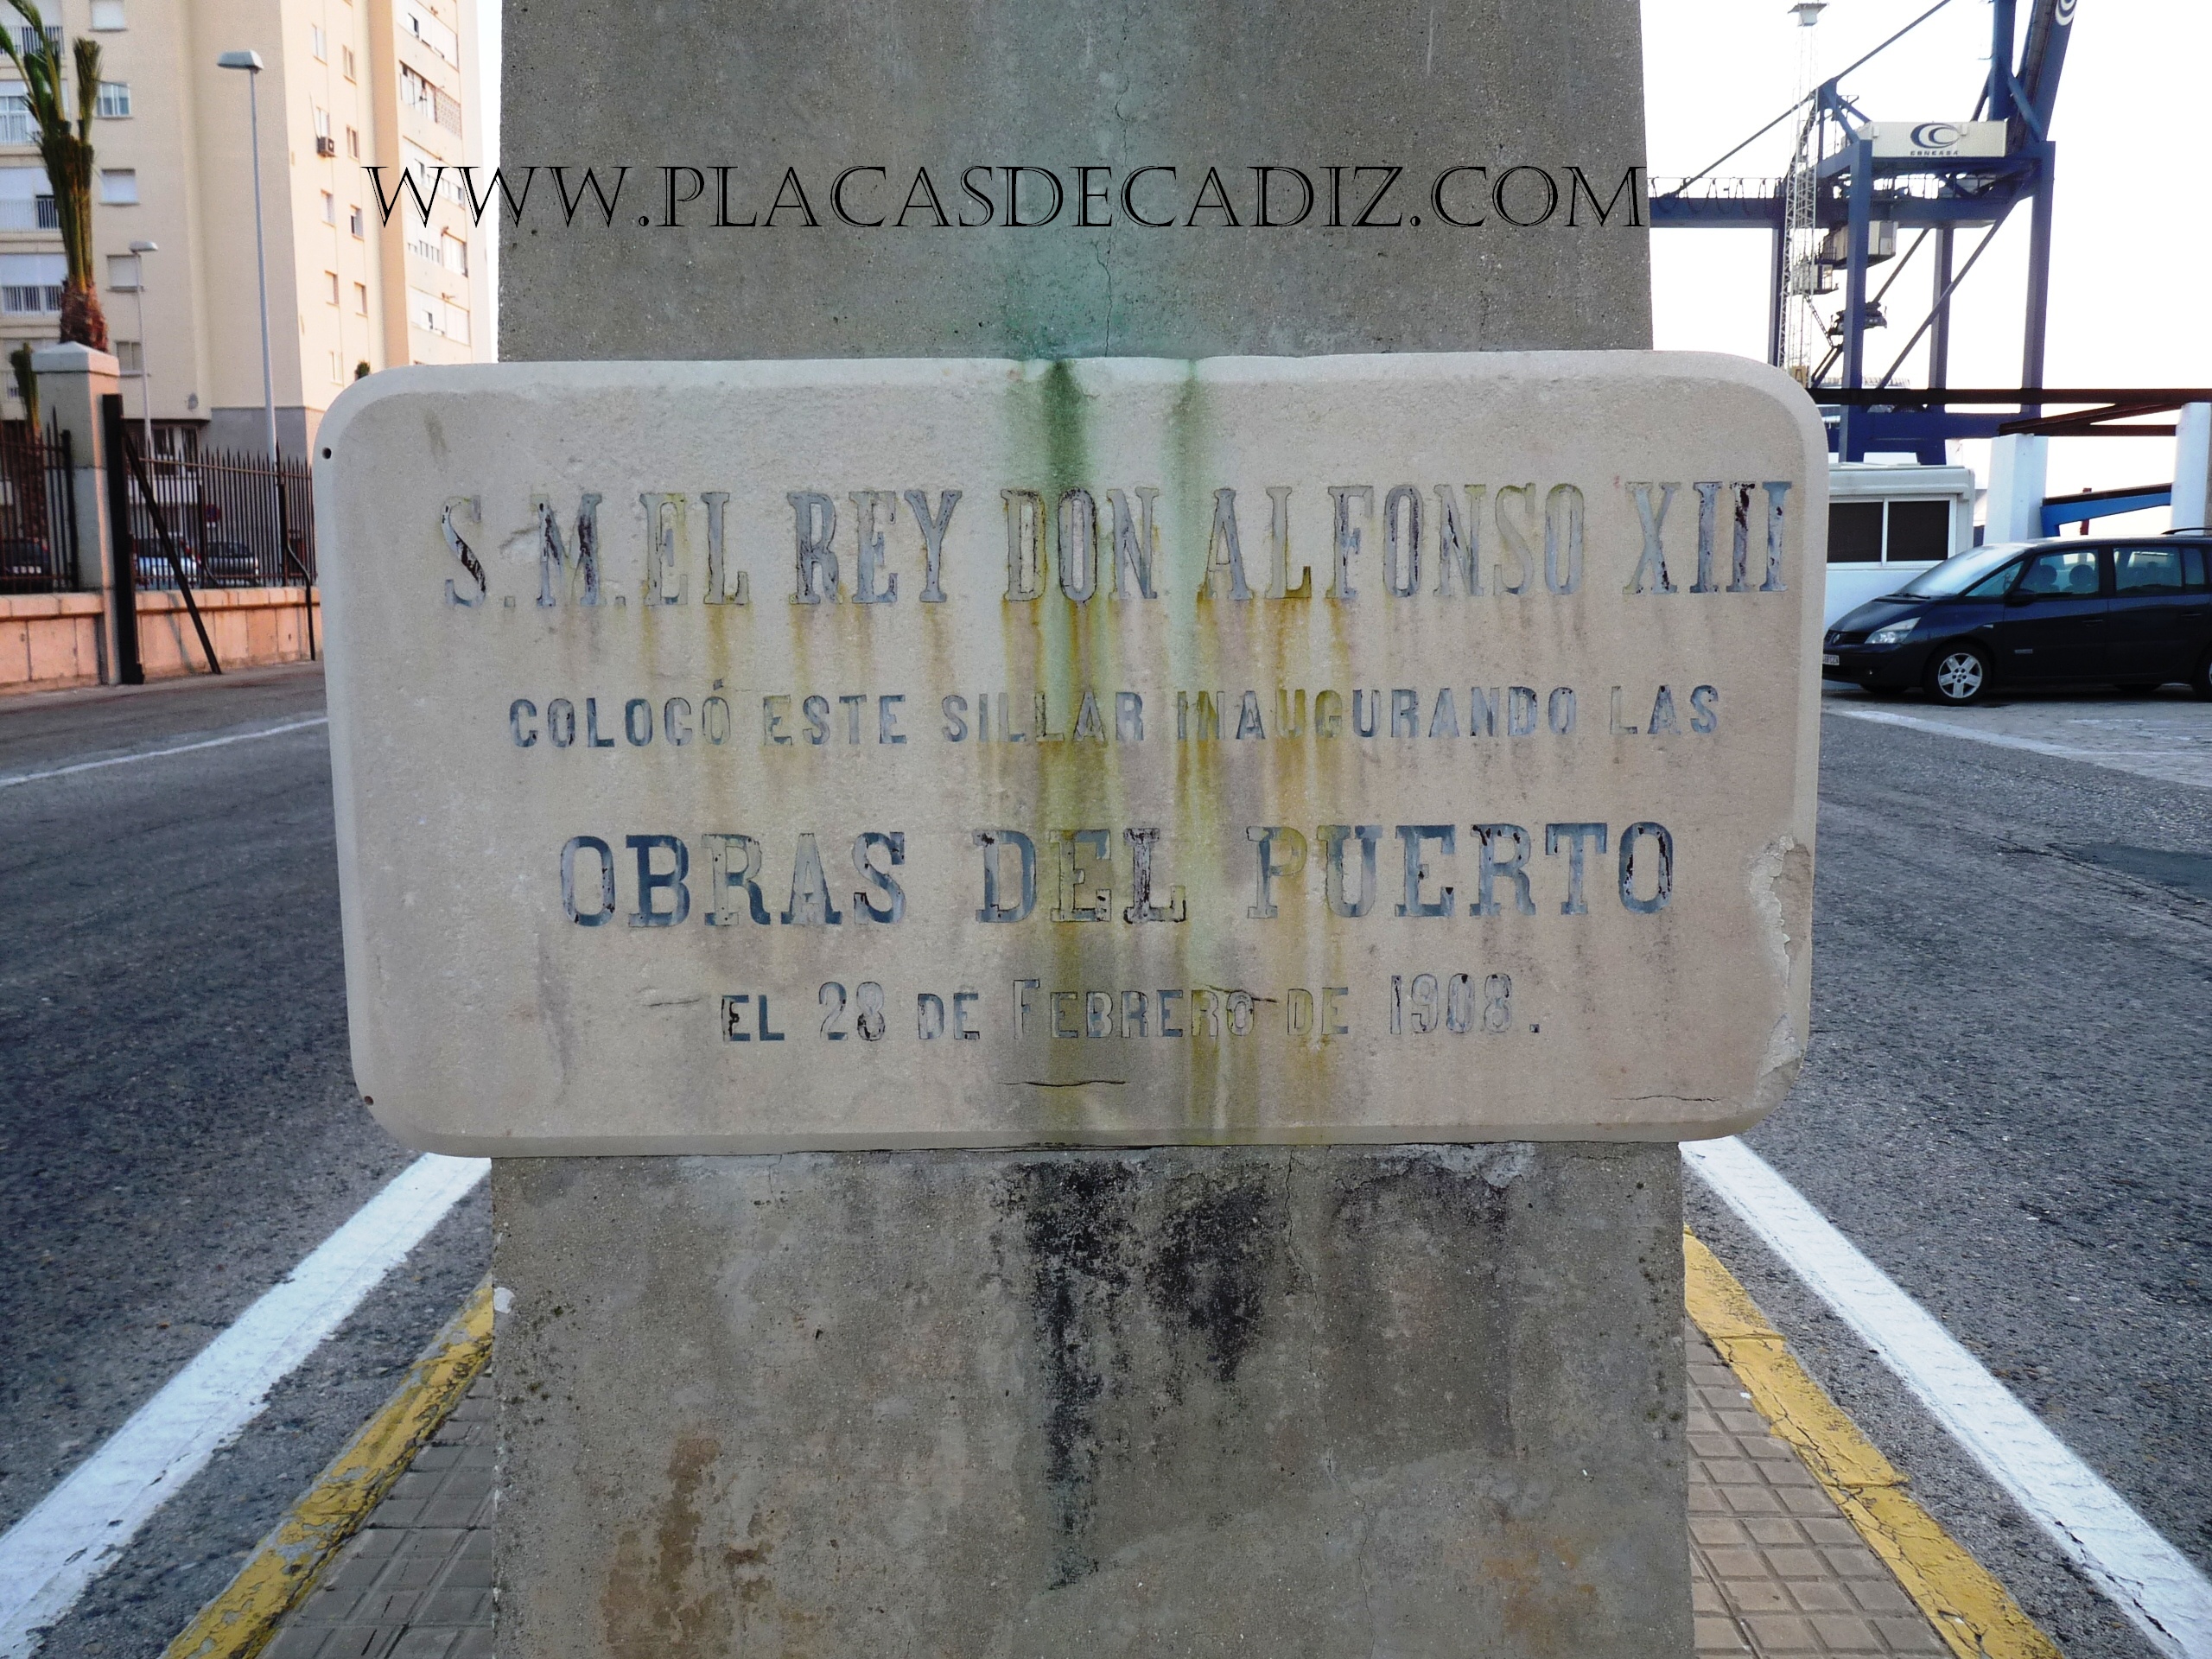 WWW.PLACASDECADIZ.COM
S.M. EL REY DON ALFONSO XIII
COLOCÓ ESTE SILLAR INAUGURANDO LAS
OBRAS DEL PUERTO
EL 28 DE FEBRERO DE 1908.